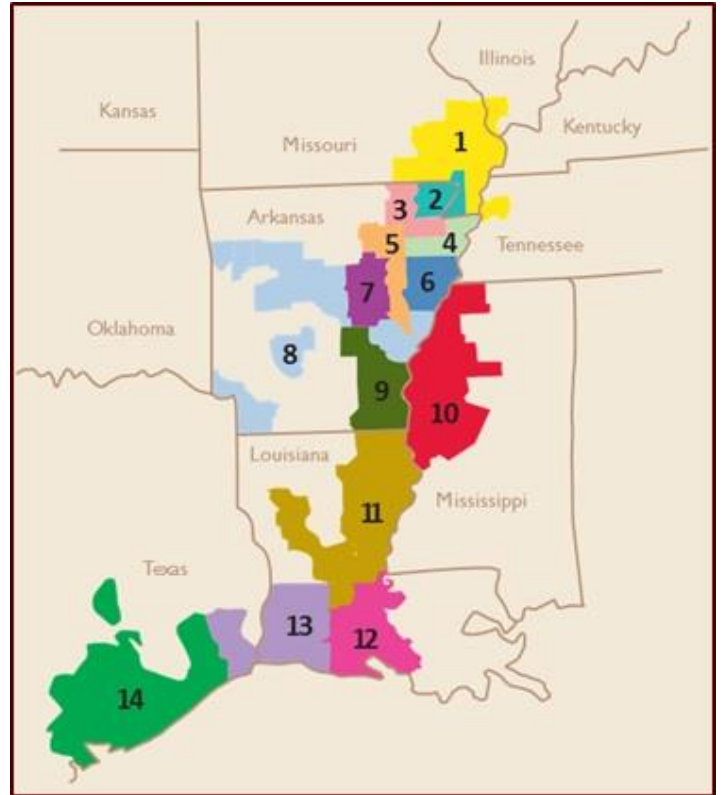 Illinois
Kansas
Kentucky
1
Missouri
2
3
Arkansas
4
5
Tennessee
6
7
Oklahoma
8
9
10
Louisiana
11
Mississippi
Texas
13
12
14